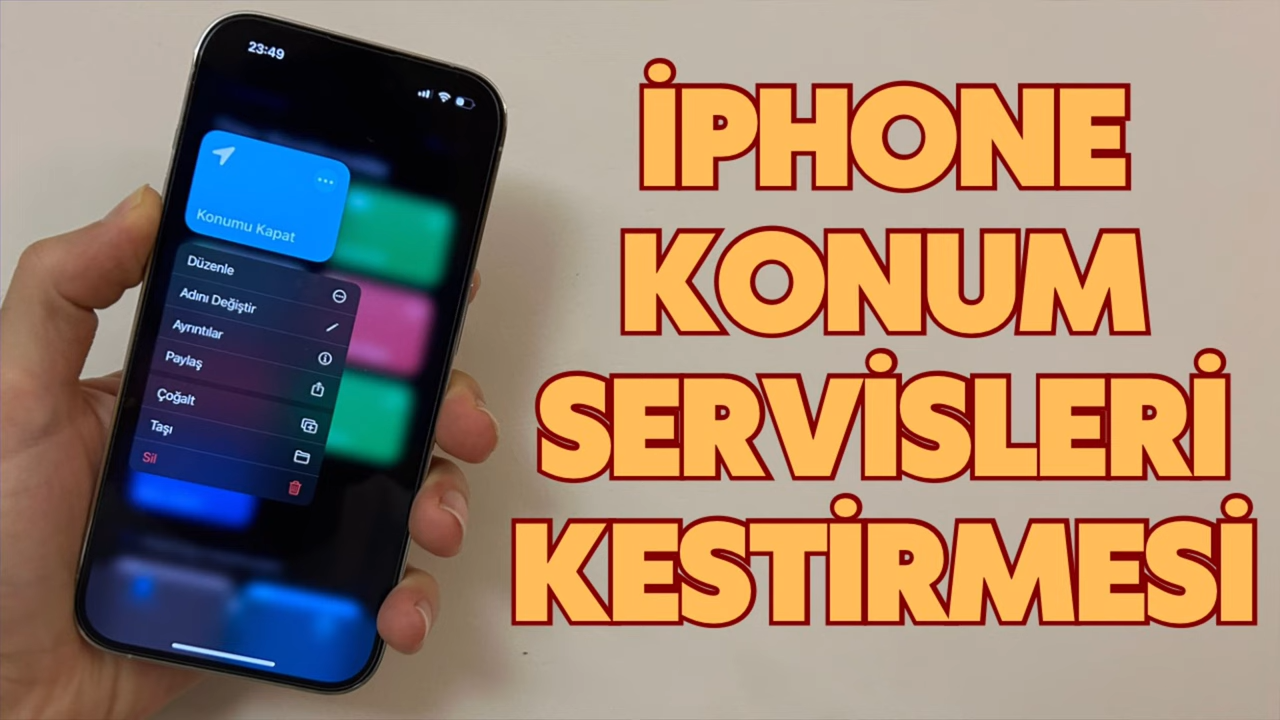 23:49
Konumu Kapat
Düzenle
Adını Değiştir
Ayrıntılar
Paylaş
Çoğalt
Taşı
Sil
İPHONE
KONUM
SERVİSLERİ
KESTİRMESİ